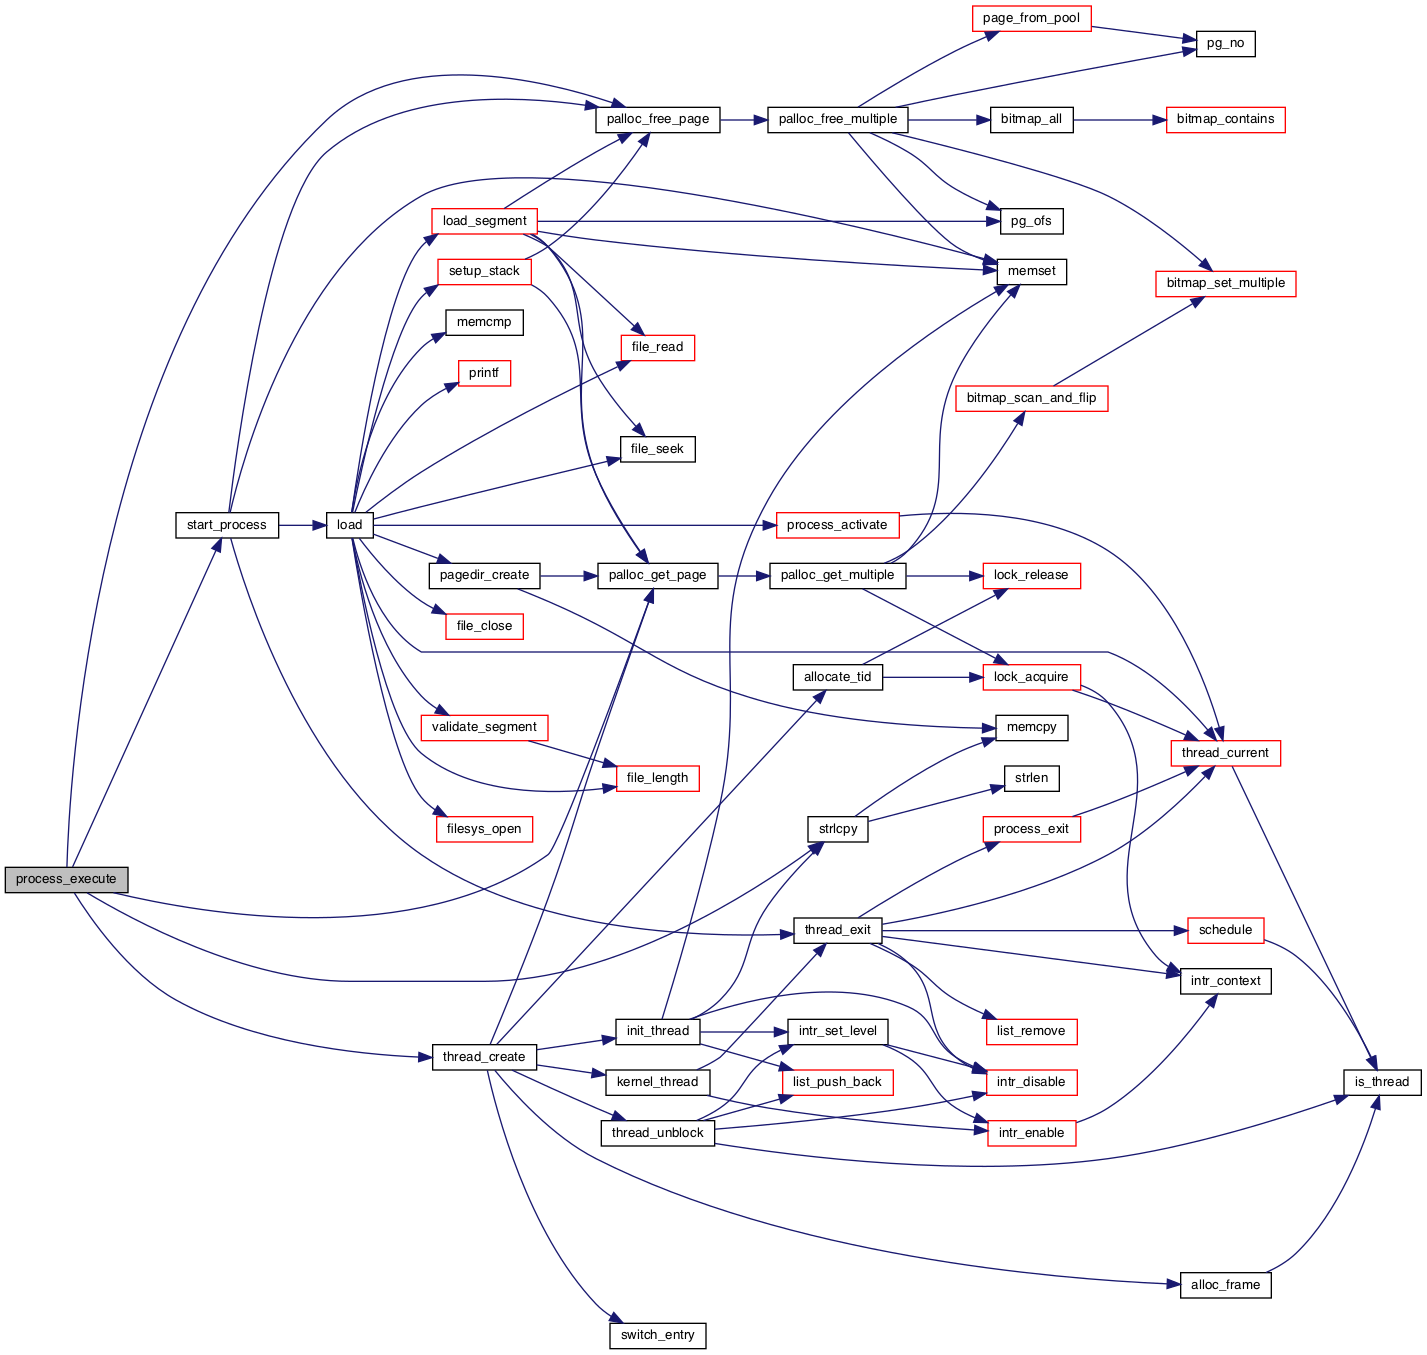 page_from_pool
pg_no
palloc_free_page
palloc_free_multiple
bitmap_all
bitmap_contains
load_segment
pg_ofs
setup_stack
memset
bitmap_set_multiple
memcmp
file_read
printf
bitmap_scan_and_flip
file_seek
start_process
load
process_activate
pagedir_create
palloc_get_page
palloc_get_multiple
lock_release
file_close
allocate_tid
lock_acquire
validate_segment
memcpy
thread_current
file_length
strlen
filesys_open
strlcpy
process_exit
process_execute
thread_exit
schedule
intr_context
init_thread
intr_set_level
list_remove
thread_create
kernel_thread
list_push_back
intr_disable
is_thread
thread_unblock
intr_enable
alloc_frame
switch_entry